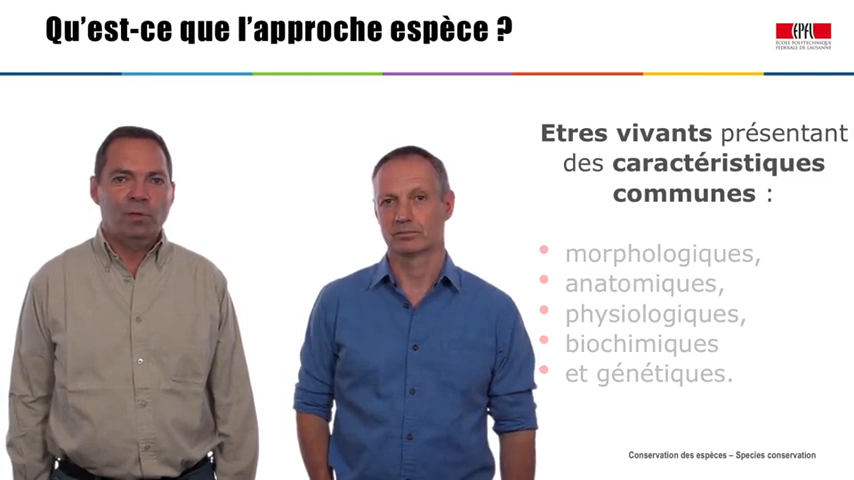 Qu'est-ce que l'approche espèce ?
EPFL
ECOLE POLYTECHNIQUE
FÉDÉRALE DE LAUSANNE
Etres vivants présentant
des caractéristiques
communes :
• morphologiques,
• anatomiques,
• physiologiques,
• biochimiques
• et génétiques.
Conservation des espèces – Species conservation